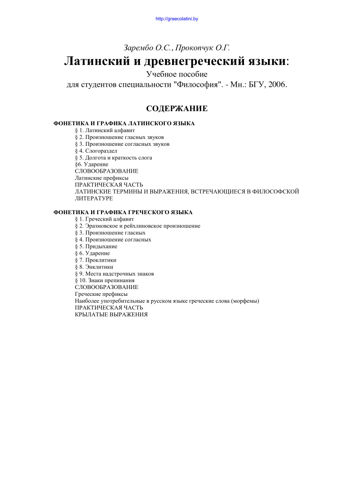 http://graecolatini.by
Зарембо О.С., Прокопчук О.Г.
Латинский и древнегреческий языки:
Учебное пособие
для студентов специальности "Философия". - Мн.: БГУ, 2006.
СОДЕРЖАНИЕ
ФОНЕТИКА И ГРАФИКА ЛАТИНСКОГО ЯЗЫКА
§ 1. Латинский алфавит
§ 2. Произношение гласных звуков
§ 3. Произношение согласных звуков
§ 4. Слогораздел
§ 5. Долгота и краткость слога
§6. Ударение
СЛОВООБРАЗОВАНИЕ
Латинские префиксы
ПРАКТИЧЕСКАЯ ЧАСТЬ
ЛАТИНСКИЕ ТЕРМИНЫ И ВЫРАЖЕНИЯ, ВСТРЕЧАЮЩИЕСЯ В ФИЛОСОФСКОЙ
ЛИТЕРАТУРЕ
ФОНЕТИКА И ГРАФИКА ГРЕЧЕСКОГО ЯЗЫКА
§ 1. Греческий алфавит
§ 2. Эразмовское и рейхлиновское произношение
§ 3. Произношение гласных
§ 4. Произношение согласных
§ 5. Придыхание
§ 6. Ударение
§ 7. Проклитики
§ 8. Энклитики
§ 9. Места надстрочных знаков
§ 10. Знаки препинания
СЛОВООБРАЗОВАНИЕ
Греческие префиксы
Наиболее употребительные в русском языке греческие слова (морфемы)
ПРАКТИЧЕСКАЯ ЧАСТЬ
КРЫЛАТЫЕ ВЫРАЖЕНИЯ